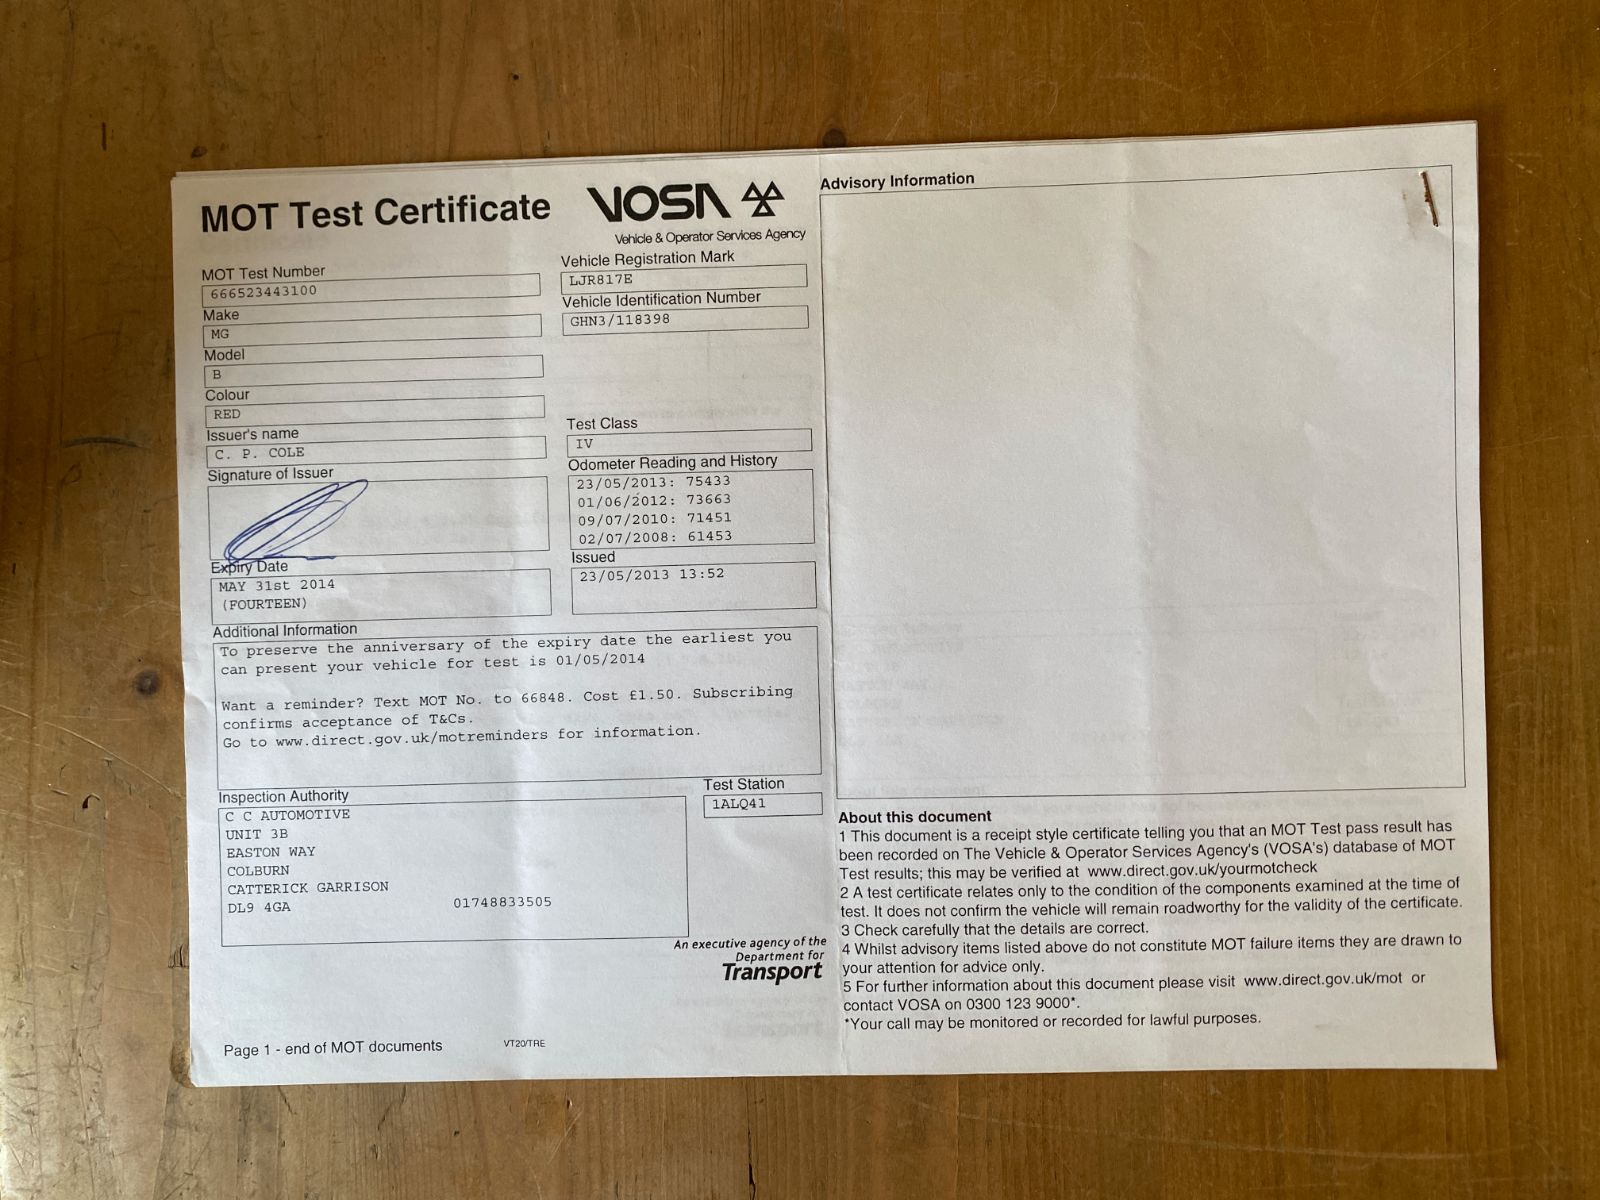 MOT Test Certificate
VOSA
Vehicle & Operator Services Agency
MOT Test Number
666523443100
Make
MG
Model
B
Colour
RED
Issuer's name
C. P. COLE
Signature of Issuer
Expiry Date
MAY 31st 2014
(FOURTEEN)
Vehicle Registration Mark
LJR817E
Vehicle Identification Number
GHN3/118398
Test Class
IV
Odometer Reading and History
23/05/2013: 75433
01/06/2012: 73663
09/07/2010: 71451
02/07/2008: 61453
Issued
23/05/2013 13:52
Additional Information
To preserve the anniversary of the expiry date the earliest you
can present your vehicle for test is 01/05/2014
Want a reminder? Text MOT No. to 66848. Cost £1.50. Subscribing
confirms acceptance of T&Cs.
Go to www.direct.gov.uk/motreminders for information.
Inspection Authority
C C AUTOMOTIVE
UNIT 3B
EASTON WAY
COLBURN
CATTERICK GARRISON
DL9 4GA 01748833505
Test Station
1ALQ41
An executive agency of the
Department for
Transport
Page 1 - end of MOT documents VT20/TRE
Advisory Information
About this document
1 This document is a receipt style certificate telling you that an MOT Test pass result has
been recorded on The Vehicle & Operator Services Agency's (VOSA's) database of MOT
Test results; this may be verified at www.direct.gov.uk/yourmotcheck
2 A test certificate relates only to the condition of the components examined at the time of
test. It does not confirm the vehicle will remain roadworthy for the validity of the certificate.
3 Check carefully that the details are correct.
4 Whilst advisory items listed above do not constitute MOT failure items they are drawn to
your attention for advice only.
5 For further information about this document please visit www.direct.gov.uk/mot or
contact VOSA on 0300 123 9000*.
*Your call may be monitored or recorded for lawful purposes.